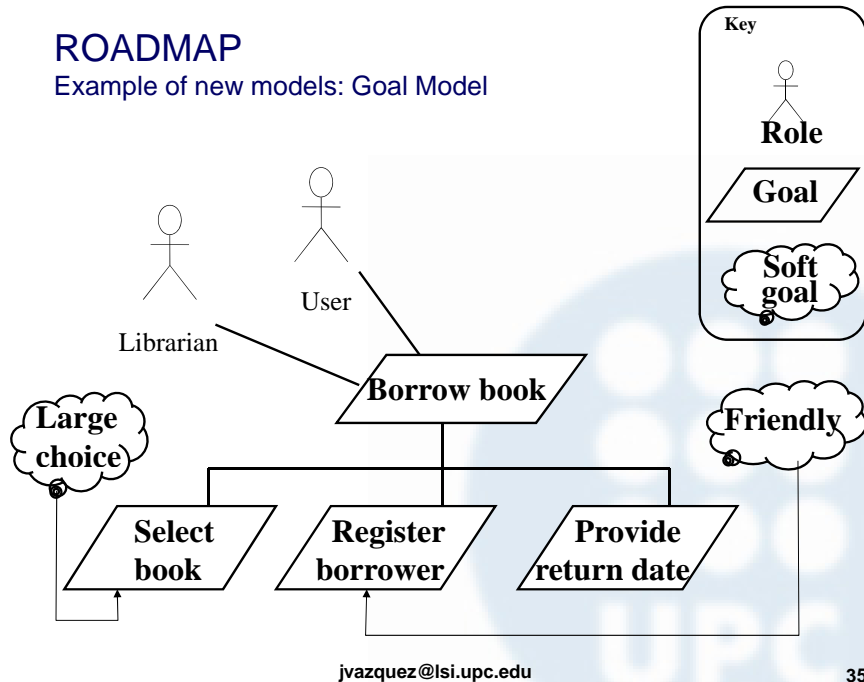 ROADMAP
Example of new models: Goal Model
Key
Role
Goal
Soft
goal
User
Librarian
Borrow book
Large
choice
Friendly
Select
book
Register
borrower
Provide
return date
UPC
jvazquez@lsi.upc.edu
35